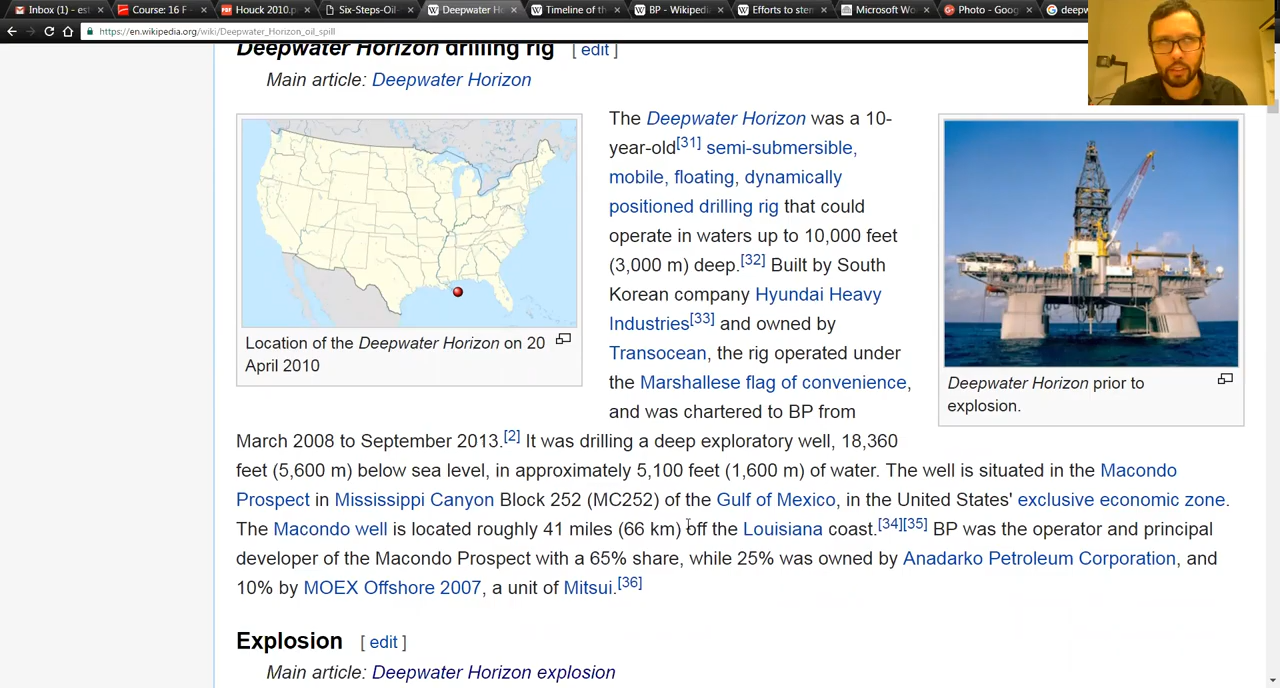 Inbox (1) - es
Course: 16 F
Houck 2010.p
Six-Steps-Oil-
Deepwater H
Timeline of th
BP - Wikipedi
Efforts to ste
Microsoft Wo
Photo - Goog
deepw
https://en.wikipedia.org/wiki/Deepwater_Horizon_oil_spill
Deepwater Horizon drilling rig [ edit ]
Main article: Deepwater Horizon
Location of the Deepwater Horizon on 20
April 2010
The Deepwater Horizon was a 10-
year-old[31] semi-submersible,
mobile, floating, dynamically
positioned drilling rig that could
operate in waters up to 10,000 feet
(3,000 m) deep.[32] Built by South
Korean company Hyundai Heavy
Industries[33] and owned by
Transocean, the rig operated under
the Marshallese flag of convenience,
and was chartered to BP from
March 2008 to September 2013.[2] It was drilling a deep exploratory well, 18,360
feet (5,600 m) below sea level, in approximately 5,100 feet (1,600 m) of water. The well is situated in the Macondo
Prospect in Mississippi Canyon Block 252 (MC252) of the Gulf of Mexico, in the United States' exclusive economic zone.
The Macondo well is located roughly 41 miles (66 km) off the Louisiana coast.[34][35] BP was the operator and principal
developer of the Macondo Prospect with a 65% share, while 25% was owned by Anadarko Petroleum Corporation, and
10% by MOEX Offshore 2007, a unit of Mitsui.[36]
Deepwater Horizon prior to
explosion.
Explosion [ edit ]
Main article: Deepwater Horizon explosion